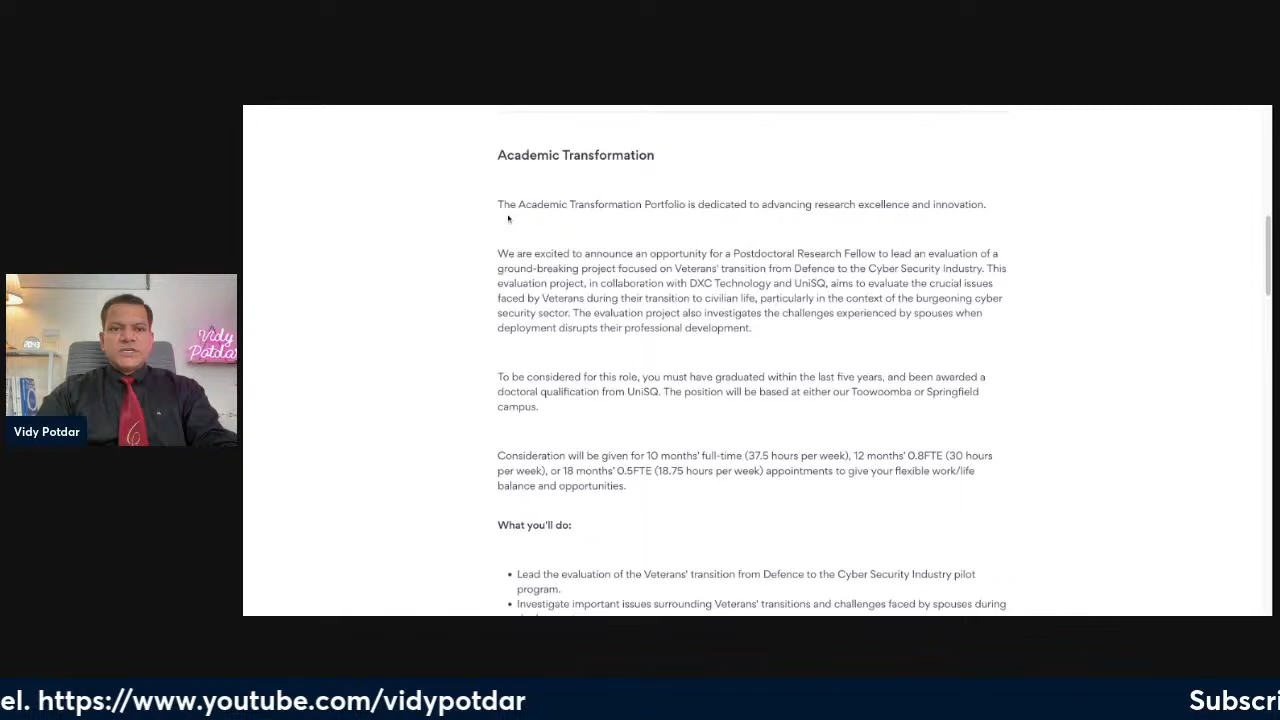 Academic Transformation
The Academic Transformation Portfolio is dedicated to advancing research excellence and innovation.
We are excited to announce an opportunity for a Postdoctoral Research Fellow to lead an evaluation of a
ground-breaking project focused on Veterans' transition from Defence to the Cyber Security Industry. This
evaluation project, in collaboration with DXC Technology and UniSQ, aims to evaluate the crucial issues
faced by Veterans during their transition to civilian life, particularly in the context of the burgeoning cyber
security sector. The evaluation project also investigates the challenges experienced by spouses when
deployment disrupts their professional development.
To be considered for this role, you must have graduated within the last five years, and been awarded a
doctoral qualification from UniSQ. The position will be based at either our Toowoomba or Springfield
campus.
Consideration will be given for 10 months' full-time (37.5 hours per week), 12 months' 0.8FTE (30 hours
per week), or 18 months' 0.5FTE (18.75 hours per week) appointments to give your flexible work/life
balance and opportunities.
What you'll do:
• Lead the evaluation of the Veterans' transition from Defence to the Cyber Security Industry pilot
program.
• Investigate important issues surrounding Veterans' transitions and challenges faced by spouses during
Vidy
Potdar
Vidy Potdar
el. https://www.youtube.com/vidypotdar
Subscri